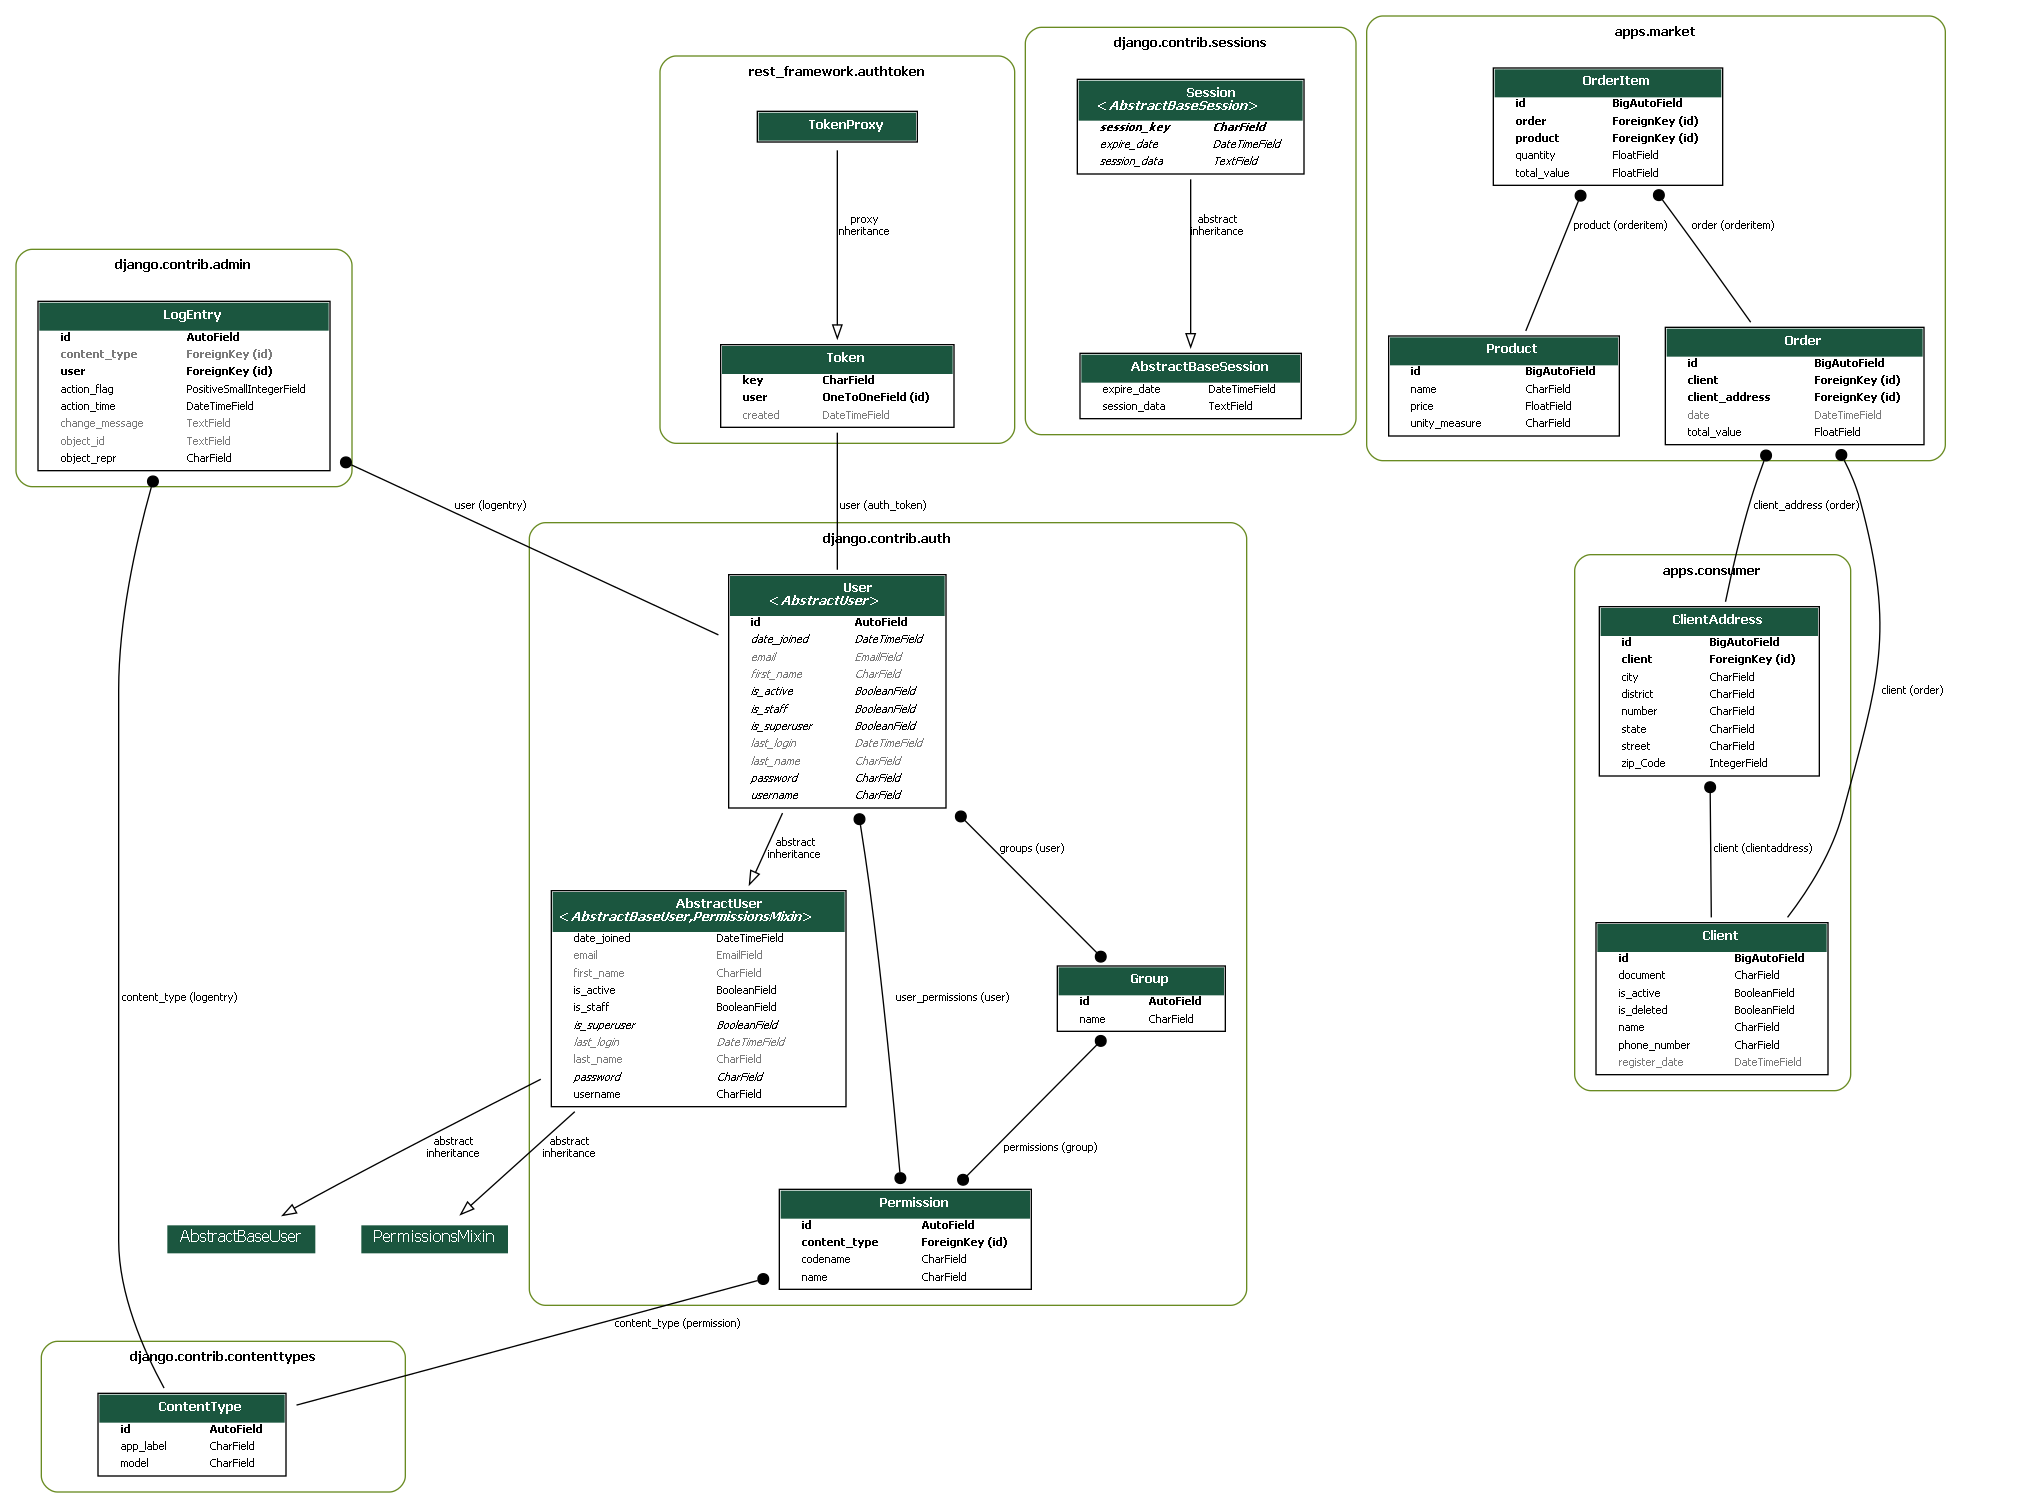 apps.market
OrderItem
id BigAutoField
order ForeignKey (id)
product ForeignKey (id)
quantity FloatField
total_value FloatField
product (orderitem)
order (orderitem)
Product
id BigAutoField
name CharField
price FloatField
unity_measure CharField
Order
id BigAutoField
client ForeignKey (id)
client_address ForeignKey (id)
date DateTimeField
total_value FloatField
django.contrib.sessions
Session
<AbstractBaseSession>
session_key CharField
expire_date DateTimeField
session_data TextField
abstract
inheritance
AbstractBaseSession
expire_date DateTimeField
session_data TextField
rest_framework.authtoken
TokenProxy
proxy
inheritance
Token
key CharField
user OneToOneField (id)
created DateTimeField
django.contrib.admin
LogEntry
id AutoField
content_type ForeignKey (id)
user ForeignKey (id)
action_flag PositiveSmallIntegerField
action_time DateTimeField
change_message TextField
object_id TextField
object_repr CharField
user (logentry)
user (auth_token)
client_address (order)
django.contrib.auth
User
<AbstractUser>
id AutoField
date_joined DateTimeField
email EmailField
first_name CharField
is_active BooleanField
is_staff BooleanField
is_superuser BooleanField
last_login DateTimeField
last_name CharField
password CharField
username CharField
abstract
inheritance
groups (user)
AbstractUser
<AbstractBaseUser,PermissionsMixin>
date_joined DateTimeField
email EmailField
first_name CharField
is_active BooleanField
is_staff BooleanField
is_superuser BooleanField
last_login DateTimeField
last_name CharField
password CharField
username CharField
user_permissions (user)
Group
id AutoField
name CharField
permissions (group)
abstract
inheritance
abstract
inheritance
AbstractBaseUser
PermissionsMixin
Permission
id AutoField
content_type ForeignKey (id)
codename CharField
name CharField
content_type (logentry)
content_type (permission)
django.contrib.contenttypes
ContentType
id AutoField
app_label CharField
model CharField
apps.consumer
ClientAddress
id BigAutoField
client ForeignKey (id)
city CharField
district CharField
number CharField
state CharField
street CharField
zip_Code IntegerField
client (order)
client (clientaddress)
Client
id BigAutoField
document CharField
is_active BooleanField
is_deleted BooleanField
name CharField
phone_number CharField
register_date DateTimeField